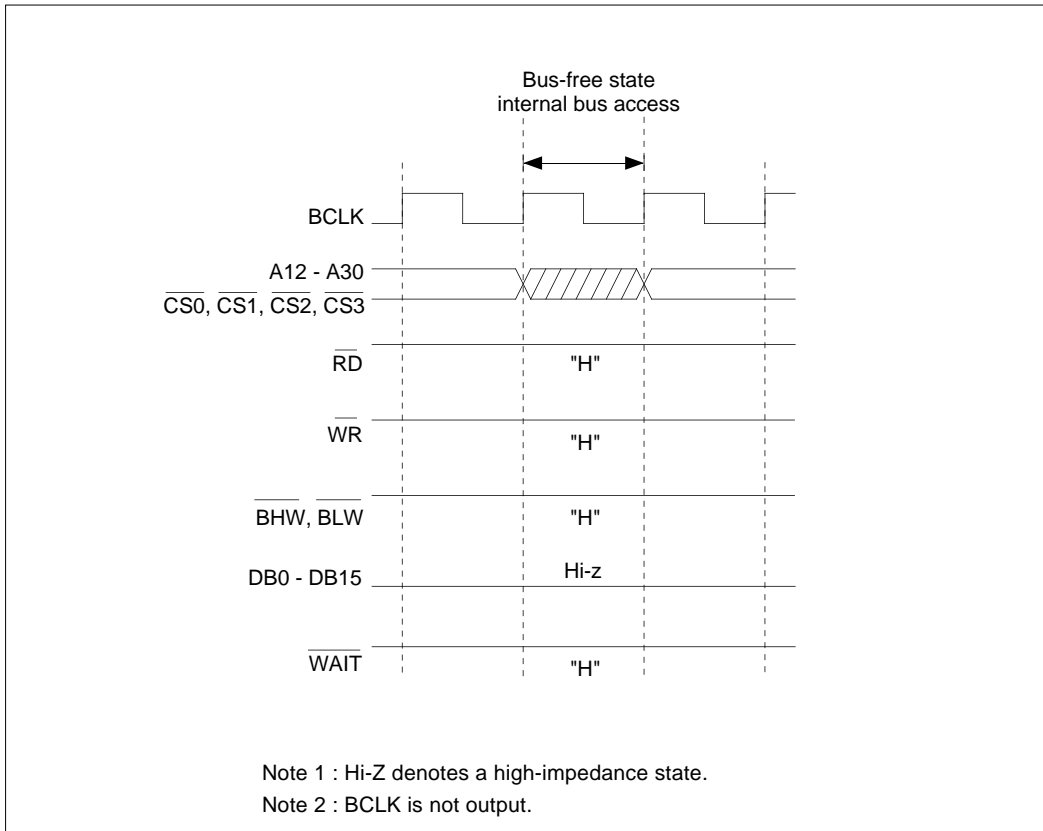 Bus-free state
internal bus access
BCLK
A12 - A30
CS0, CS1, CS2, CS3
RD
"H"
WR
"H"
BHW, BLW
"H"
DB0 - DB15
Hi-z
WAIT
"H"
Note 1 : Hi-Z denotes a high-impedance state.
Note 2 : BCLK is not output.